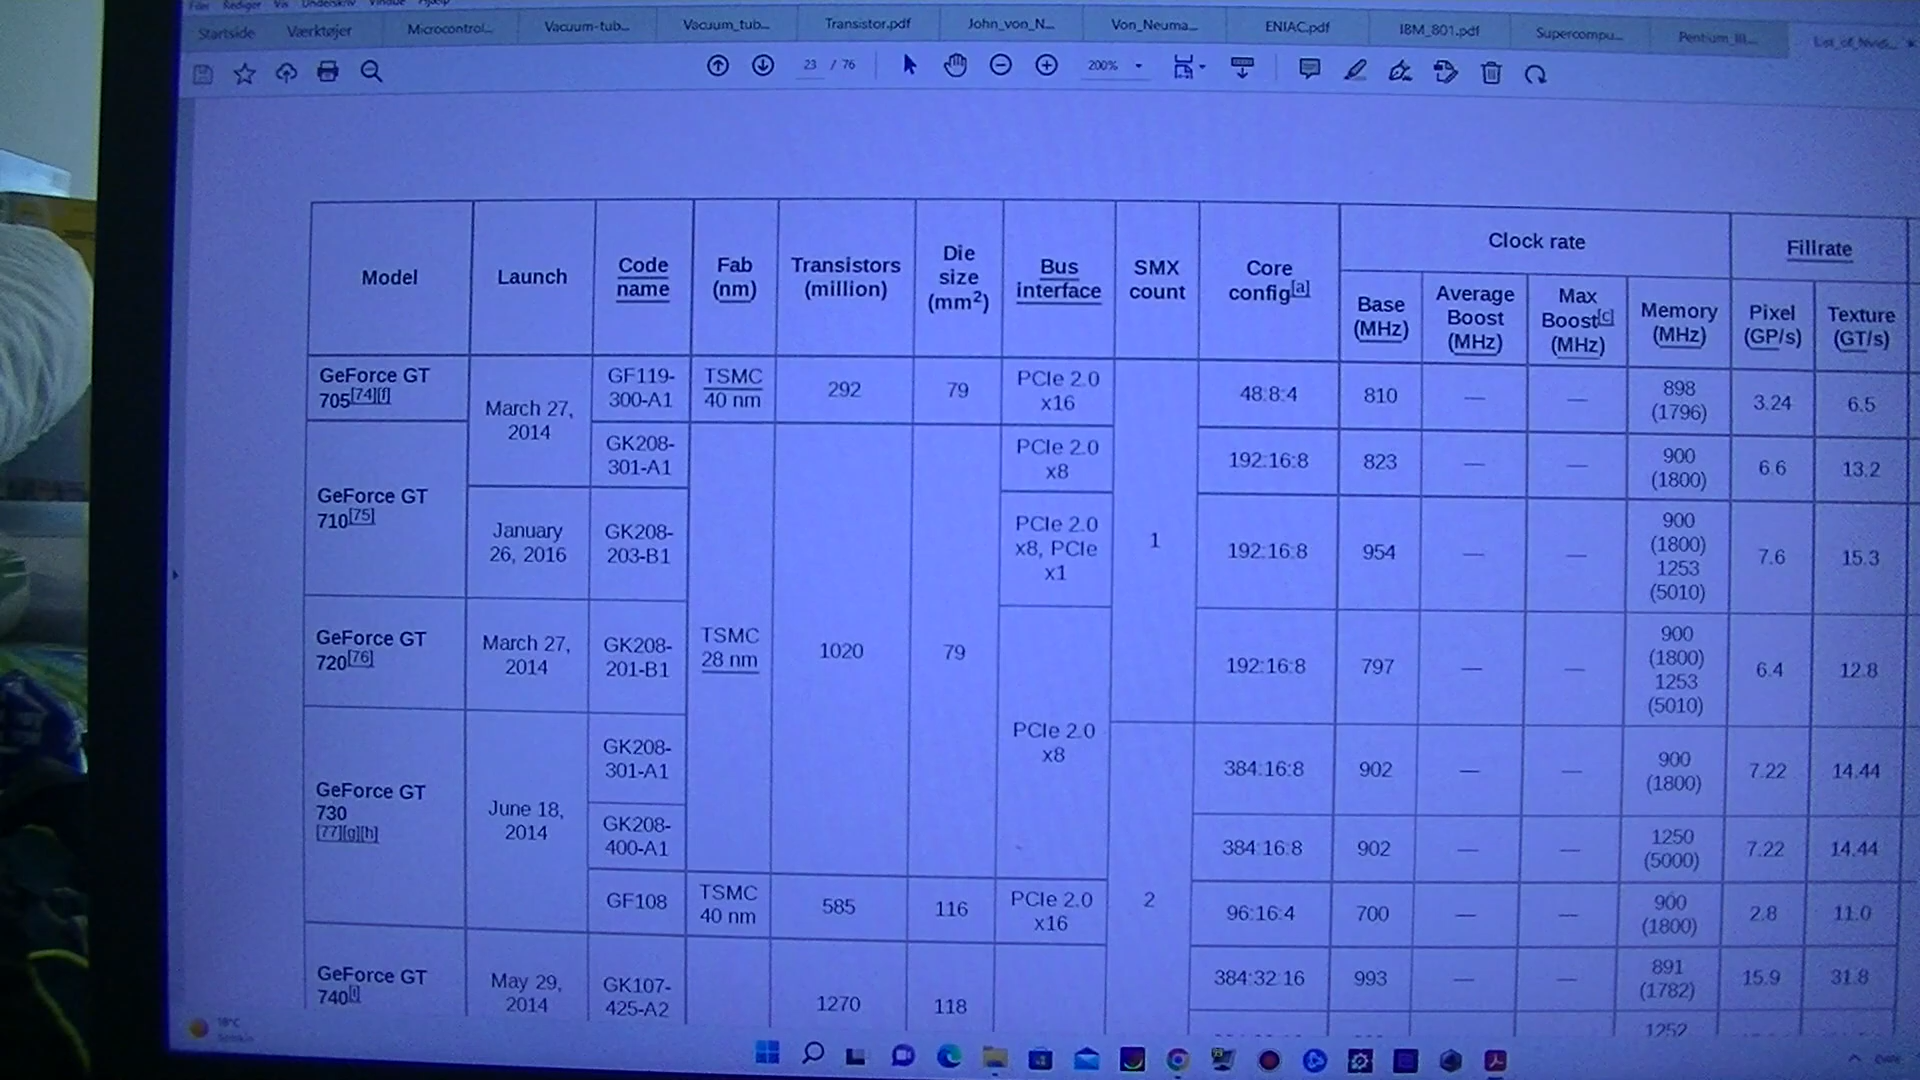 Filer Rediger Vis Underskriv Vindue Hjælp
Startside Værktøjer Microcontrol... Vacuum-tub... Vacuum_tub... Transistor.pdf John_von_N... Von_Neuma... ENIAC.pdf IBM_801.pdf Supercompu... Pentium_III... List_of_Nvidi...
23 / 76 200%
Model Launch Code name Fab (nm) Transistors (million) Die size (mm2) Bus interface SMX count Core config[a] Clock rate Fillrate
Base (MHz) Average Boost (MHz) Max Boost[c] (MHz) Memory (MHz) Pixel (GP/s) Texture (GT/s)
GeForce GT 705[74][f] March 27, 2014 GF119-300-A1 TSMC 40 nm 292 79 PCIe 2.0 x16 1 48:8:4 810 — — 898 (1796) 3.24 6.5
GeForce GT 710[75] GK208-301-A1 TSMC 28 nm 1020 79 PCIe 2.0 x8 192:16:8 823 — — 900 (1800) 6.6 13.2
January 26, 2016 GK208-203-B1 PCIe 2.0 x8, PCIe x1 192:16:8 954 — — 900 (1800) 1253 (5010) 7.6 15.3
GeForce GT 720[76] March 27, 2014 GK208-201-B1 PCIe 2.0 x8 192:16:8 797 — — 900 (1800) 1253 (5010) 6.4 12.8
GeForce GT 730 [77][g][h] June 18, 2014 GK208-301-A1 2 384:16:8 902 — — 900 (1800) 7.22 14.44
GK208-400-A1 384:16:8 902 — — 1250 (5000) 7.22 14.44
GF108 TSMC 40 nm 585 116 PCIe 2.0 x16 96:16:4 700 — — 900 (1800) 2.8 11.0
GeForce GT 740[i] May 29, 2014 GK107-425-A2 1270 118 384:32:16 993 — — 891 (1782) 15.9 31.8
1252
18°C